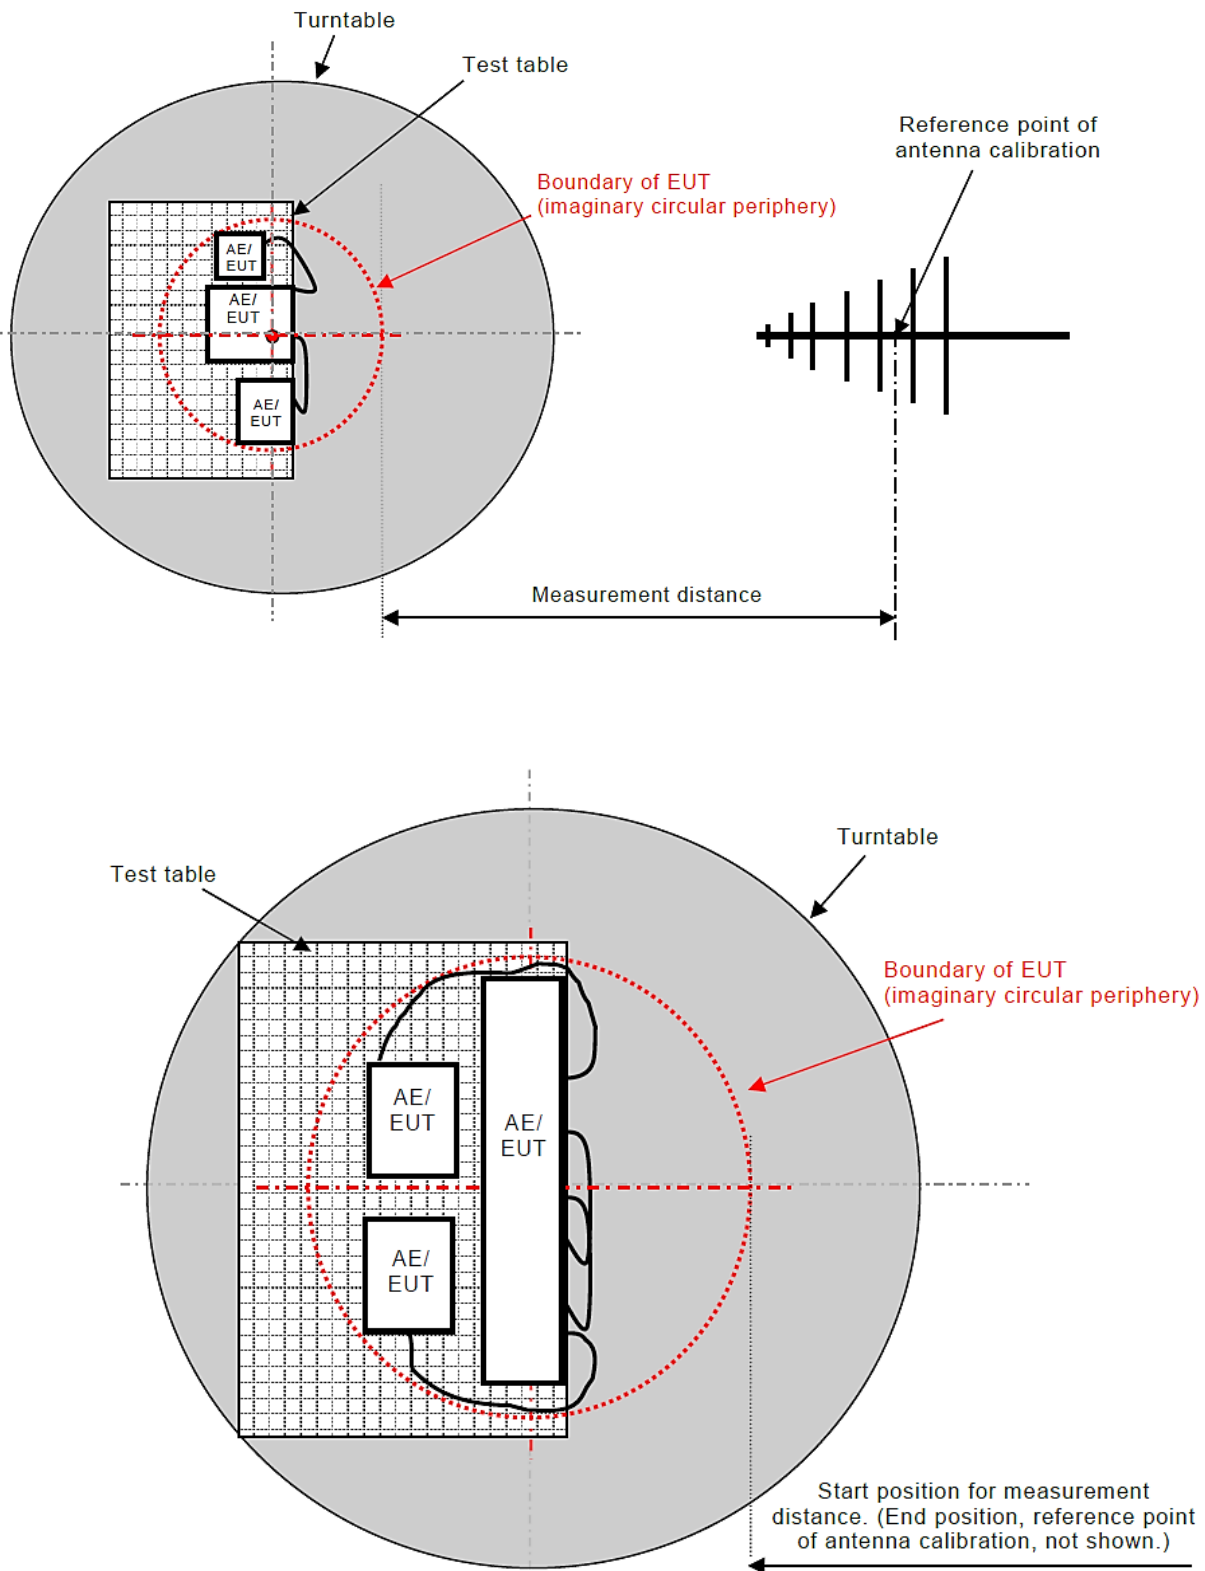 Turntable
Test table
Reference point of
antenna calibration
Boundary of EUT
(imaginary circular periphery)
AE/
EUT
AE/
EUT
AE/
EUT
Measurement distance
Turntable
Test table
Boundary of EUT
(imaginary circular periphery)
AE/
EUT
AE/
EUT
AE/
EUT
Start position for measurement
distance. (End position, reference point
of antenna calibration, not shown.)